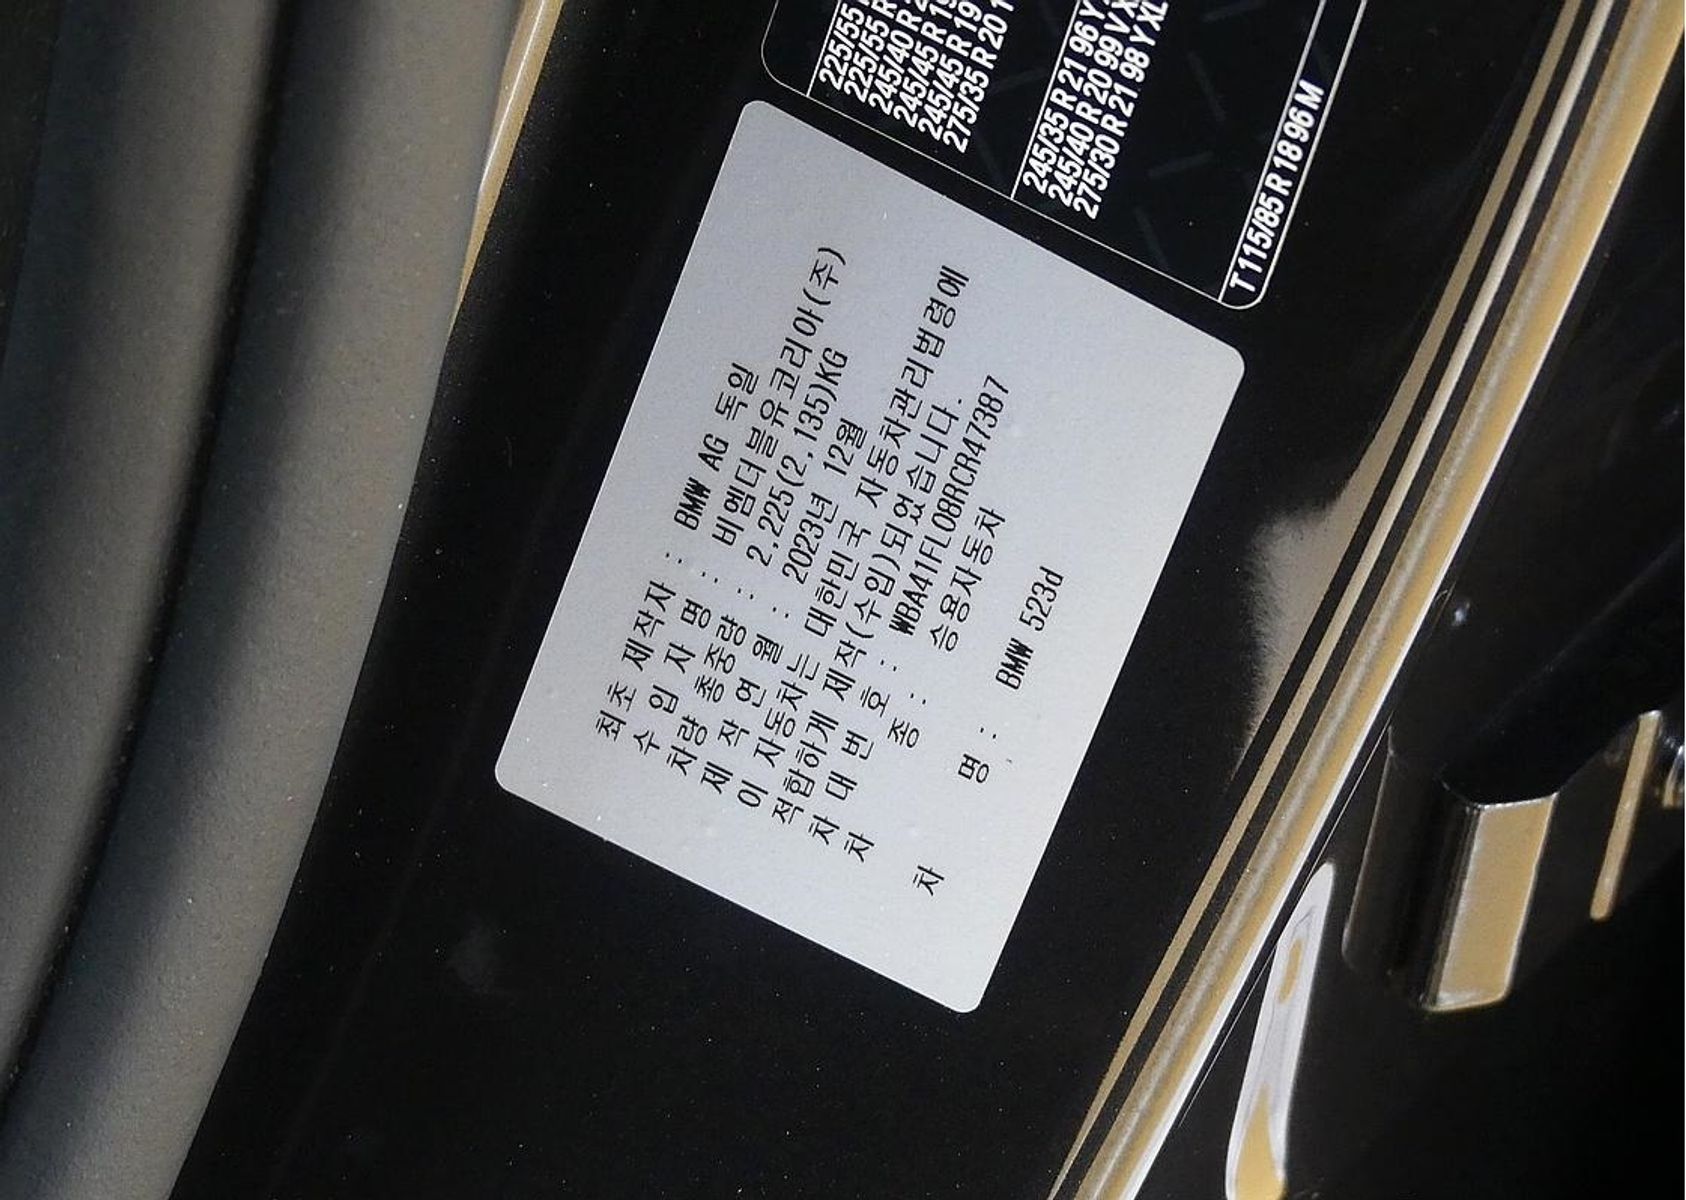 225/55
225/55 R
245/40 R 2
245/45 R 19
245/45 R 19
275/35 R 20 1
245/35 R 21 96 Y
245/40 R 20 99 V X
275/30 R 21 98 Y XL
T 115/85 R 18 96 M
최초 제작자 : BMW AG 독일
수 입 자 명 : 비엠더블유코리아(주)
차량 총중량 : 2,225(2,135)KG
제 작 연 월 : 2023년 12월
이 자동차는 대한민국 자동차관리법령에
적합하게 제작(수입)되었습니다.
차 대 번 호 : WBA41FL08RCR47387
차 종 : 승용자동차
차 명 : BMW 523d